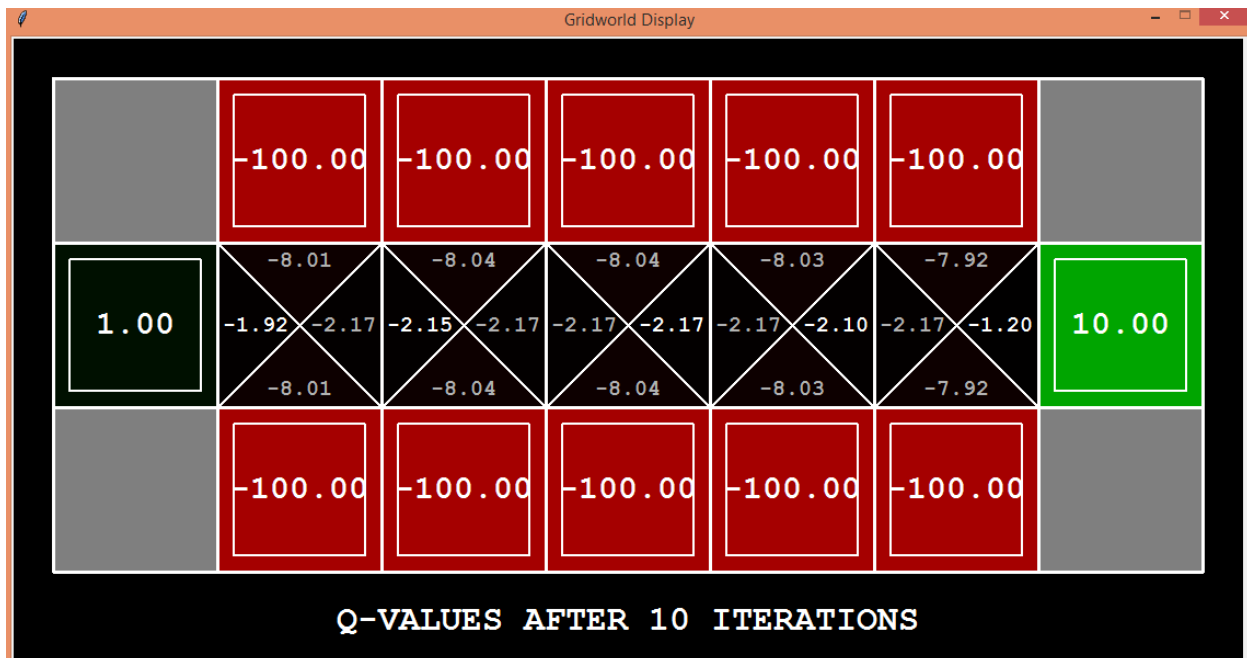 Gridworld Display
-100.00 -100.00 -100.00 -100.00 -100.00
-8.01 -8.04 -8.04 -8.03 -7.92
1.00 -1.92 -2.17 -2.15 -2.17 -2.17 -2.17 -2.17 -2.10 -2.17 -1.20 10.00
-8.01 -8.04 -8.04 -8.03 -7.92
-100.00 -100.00 -100.00 -100.00 -100.00
Q-VALUES AFTER 10 ITERATIONS